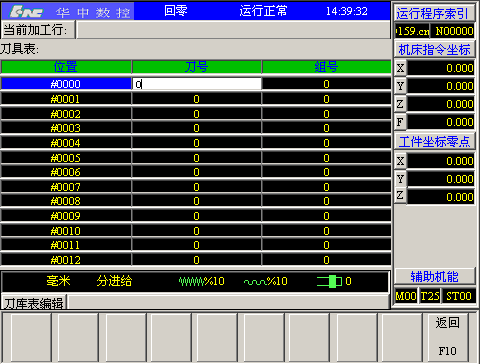 华中数控 回零 运行正常 14:39:32
运行程序索引
O159.cn N00000
当前加工行:
机床指令坐标
X 0.000
Y 0.000
Z 0.000
F 0.000
工件坐标零点
X 0.000
Y 0.000
Z 0.000
辅助机能
M00 T25 ST00
刀具表:
位置 刀号 组号
#0000 0 0
#0001 0 0
#0002 0 0
#0003 0 0
#0004 0 0
#0005 0 0
#0006 0 0
#0007 0 0
#0008 0 0
#0009 0 0
#0010 0 0
#0011 0 0
#0012 0 0
毫米 分进给 %10 %10 0
刀库表编辑
返回
F10